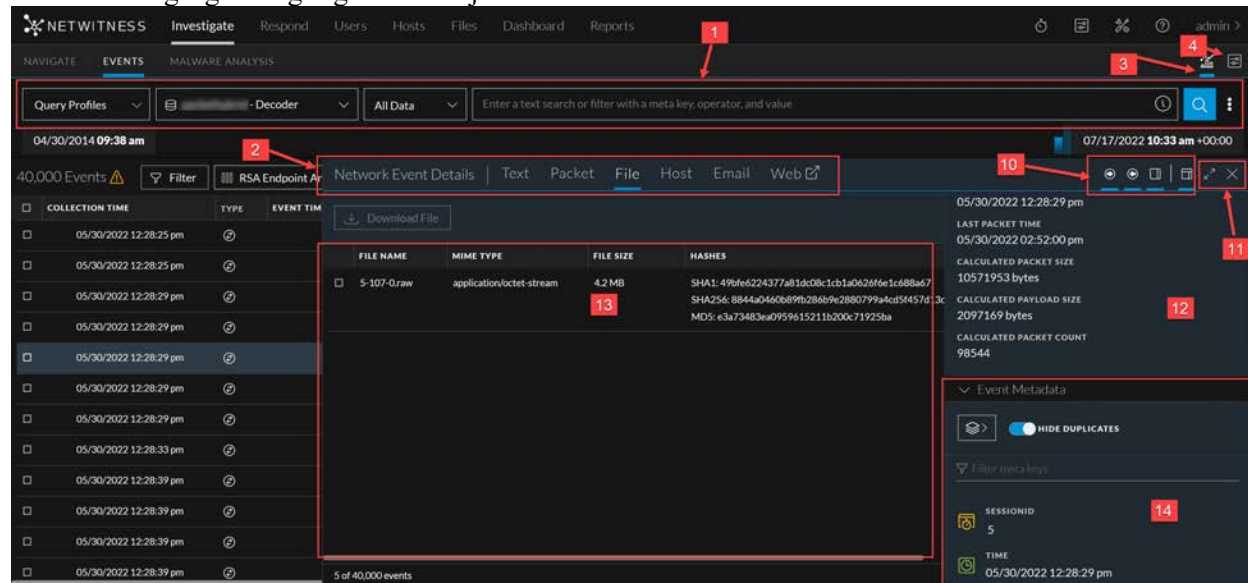 NETWITNESS Investigate Respond Users Hosts Files Dashboard Reports admin >
1
4
NAVIGATE EVENTS MALWARE ANALYSIS
3
Query Profiles - Decoder All Data Enter a text search or filter with a meta key, operator, and value
04/30/2014 09:38 am 07/17/2022 10:33 am +00:00
2
10
40,000 Events Filter RSA Endpoint An Network Event Details | Text Packet File Host Email Web
COLLECTION TIME TYPE EVENT TIM
Download File
05/30/2022 12:28:29 pm
LAST PACKET TIME
05/30/2022 02:52:00 pm
11
CALCULATED PACKET SIZE
10571953 bytes
CALCULATED PAYLOAD SIZE
2097169 bytes
12
CALCULATED PACKET COUNT
98544
FILE NAME MIME TYPE FILE SIZE HASHES
5-107-0.raw application/octet-stream 4.2 MB SHA1: 49bfe6224377a81dc08c1cb1a0626f6e1c688a67
SHA256: 8844a0460b89fb286b9e2880799a4cd5f457d13c
MD5: e3a73483ea0959615211b200c71925ba
13
05/30/2022 12:28:25 pm
05/30/2022 12:28:25 pm
05/30/2022 12:28:29 pm
05/30/2022 12:28:29 pm
05/30/2022 12:28:29 pm
05/30/2022 12:28:29 pm
05/30/2022 12:28:29 pm
05/30/2022 12:28:33 pm
05/30/2022 12:28:39 pm
05/30/2022 12:28:39 pm
05/30/2022 12:28:39 pm
05/30/2022 12:28:39 pm
5 of 40,000 events
Event Metadata
HIDE DUPLICATES
Filter meta keys
SESSIONID
5
14
TIME
05/30/2022 12:28:29 pm